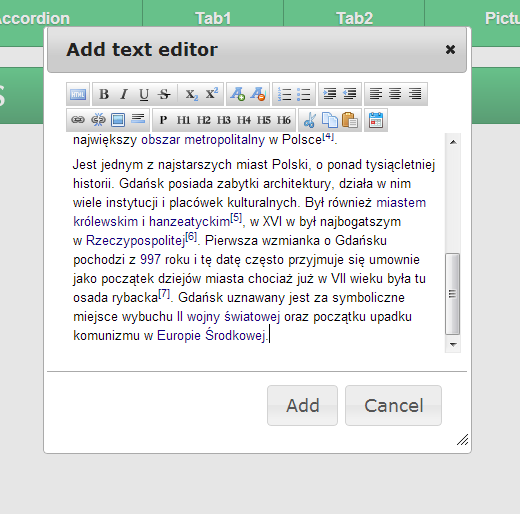 Accordion Tab1 Tab2
Add text editor
HTML B I U S X2 X2
P H1 H2 H3 H4 H5 H6
największy obszar metropolitalny w Polsce[4].
Jest jednym z najstarszych miast Polski, o ponad tysiącletniej
historii. Gdańsk posiada zabytki architektury, działa w nim
wiele instytucji i placówek kulturalnych. Był również miastem
królewskim i hanzeatyckim[5], w XVI w był najbogatszym
w Rzeczypospolitej[6]. Pierwsza wzmianka o Gdańsku
pochodzi z 997 roku i tę datę często przyjmuje się umownie
jako początek dziejów miasta chociaż już w VII wieku była tu
osada rybacka[7]. Gdańsk uznawany jest za symboliczne
miejsce wybuchu II wojny światowej oraz początku upadku
komunizmu w Europie Środkowej.
Add Cancel